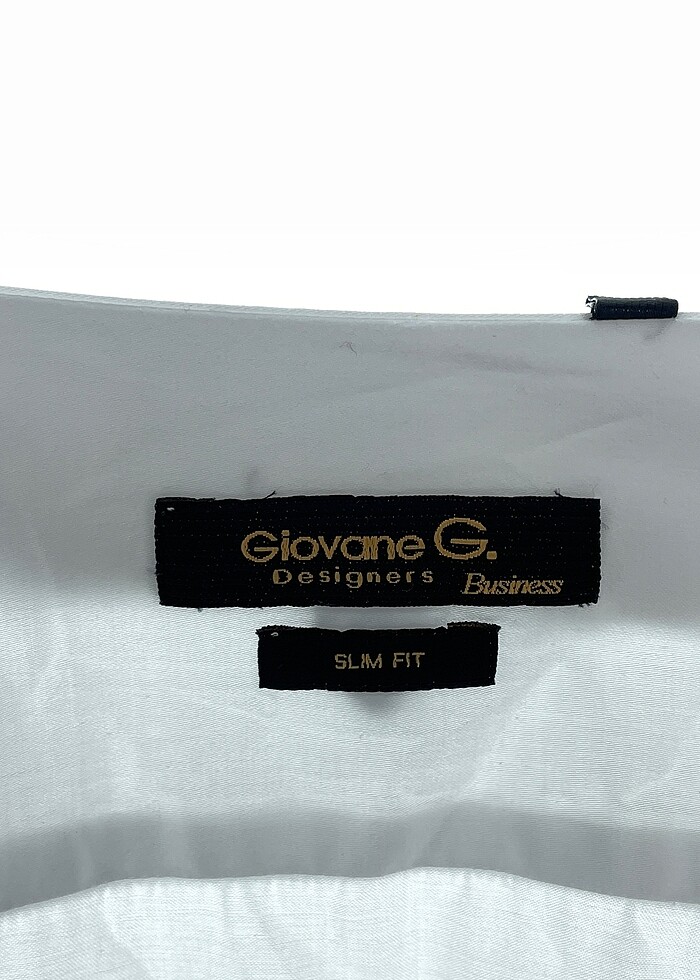 Giovane G.
Designers Business
SLIM FIT